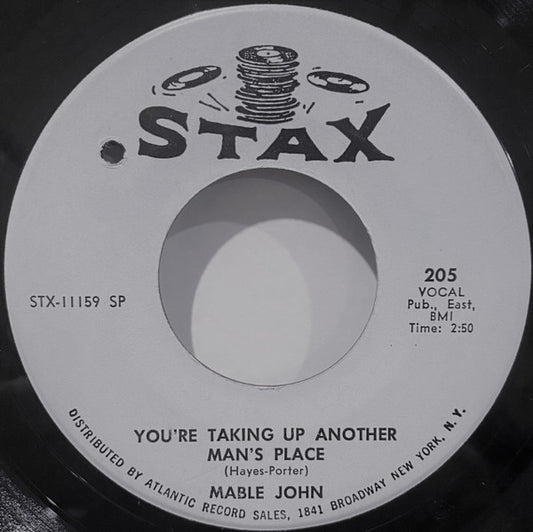 STAX
STX-11159 SP
205
VOCAL
Pub., East,
BMI
Time: 2:50
YOU'RE TAKING UP ANOTHER
MAN'S PLACE
(Hayes-Porter)
MABLE JOHN
DISTRIBUTED BY ATLANTIC RECORD SALES, 1841 BROADWAY NEW YORK, N.Y.